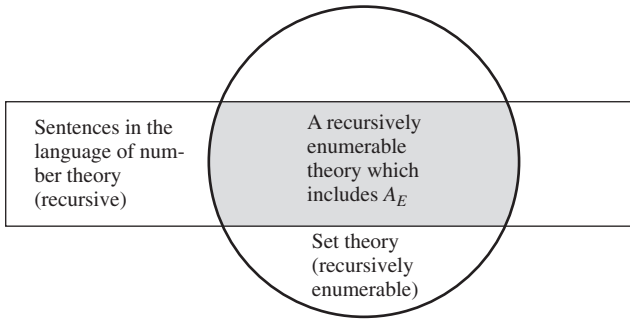 Sentences in the
language of num-
ber theory
(recursive)
A recursively
enumerable
theory which
includes A_E
Set theory
(recursively
enumerable)